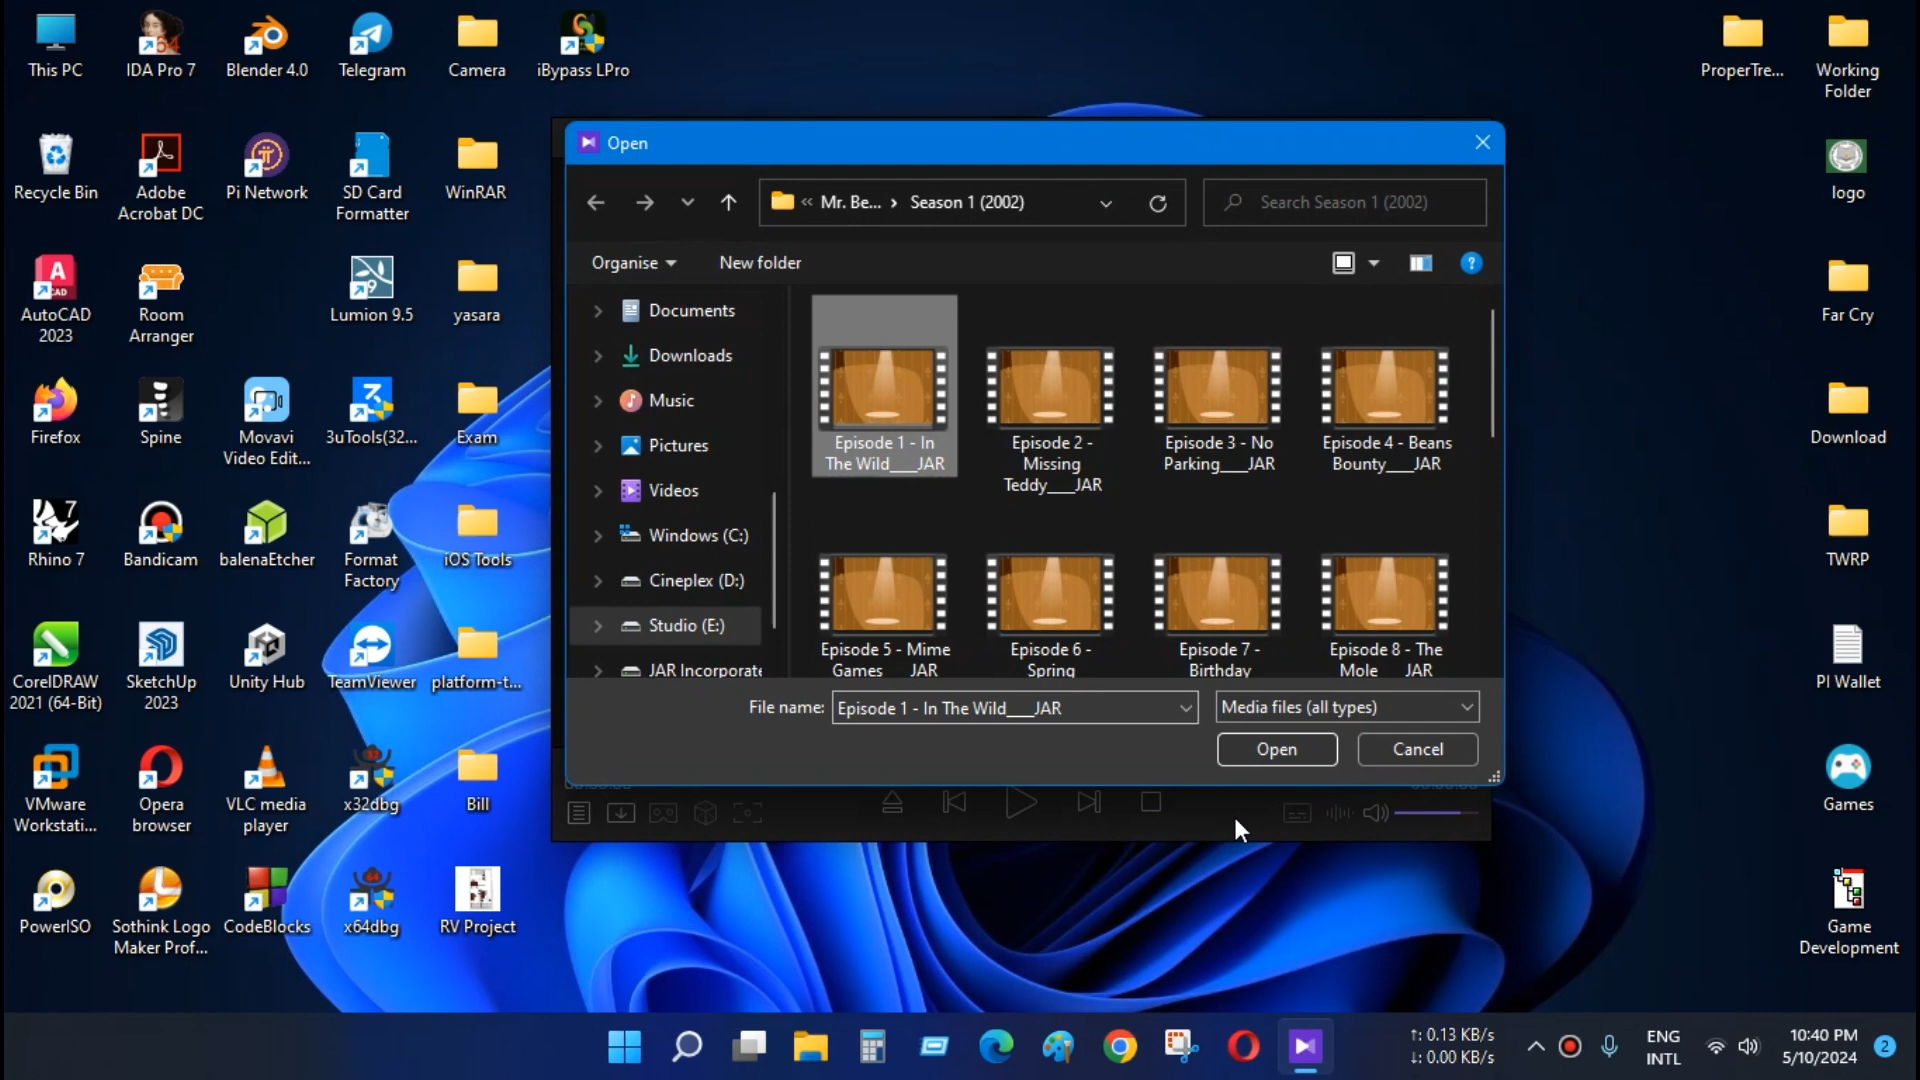 This PC
IDA Pro 7
Blender 4.0
Telegram
Camera
iBypass LPro
ProperTre...
Working
Folder
Recycle Bin
Adobe
Acrobat DC
Pi Network
SD Card
Formatter
WinRAR
logo
AutoCAD
2023
Room
Arranger
Lumion 9.5
yasara
Far Cry
Firefox
Spine
Movavi
Video Edit...
3uTools(32...
Exam
Download
Rhino 7
Bandicam
balenaEtcher
Format
Factory
iOS Tools
TWRP
CorelDRAW
2021 (64-Bit)
SketchUp
2023
Unity Hub
TeamViewer
platform-t...
PI Wallet
VMware
Workstati...
Opera
browser
VLC media
player
x32dbg
Bill
Games
PowerISO
Sothink Logo
Maker Prof...
CodeBlocks
x64dbg
RV Project
Game
Development
Open
« Mr. Be... › Season 1 (2002)
Search Season 1 (2002)
Organise
New folder
Documents
Downloads
Music
Pictures
Videos
Windows (C:)
Cineplex (D:)
Studio (E:)
JAR Incorporate
Episode 1 - In
The Wild___JAR
Episode 2 -
Missing
Teddy___JAR
Episode 3 - No
Parking___JAR
Episode 4 - Beans
Bounty___JAR
Episode 5 - Mime
Games___JAR
Episode 6 -
Spring
Episode 7 -
Birthday
Episode 8 - The
Mole___JAR
File name:
Episode 1 - In The Wild___JAR
Media files (all types)
Open
Cancel
↑: 0.13 KB/s
↓: 0.00 KB/s
ENG
INTL
10:40 PM
5/10/2024
2